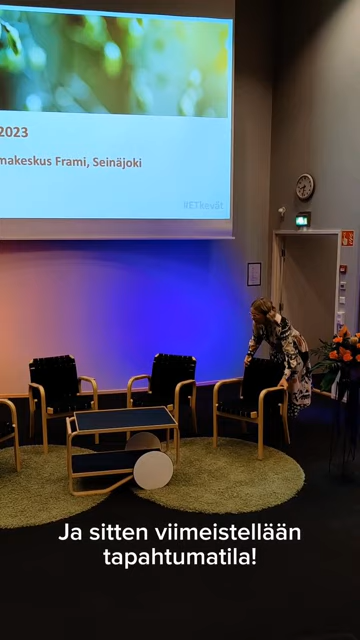 2023
makeskus Frami, Seinäjoki
#ETkevät
Ja sitten viimeistellään
tapahtumatila!